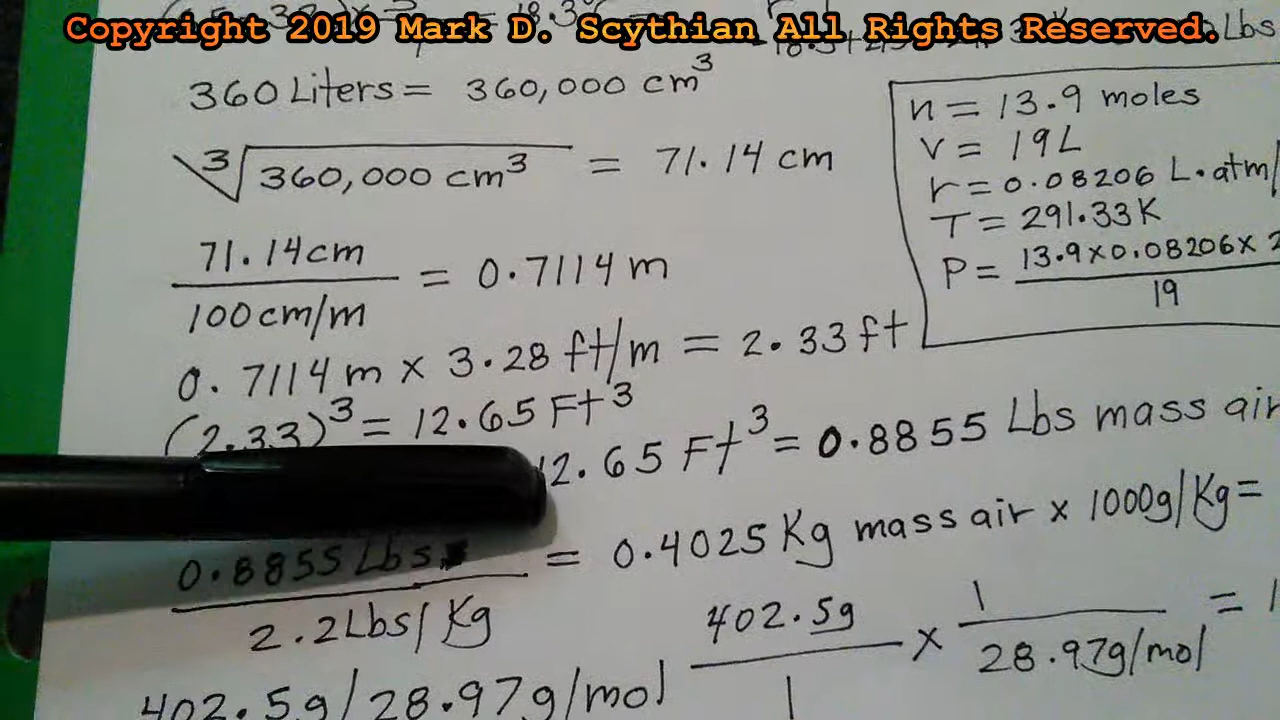 Copyright 2019 Mark D. Scythian All Rights Reserved.
Lbs
360 Liters = 360,000 cm³
³√360,000 cm³ = 71.14 cm
71.14cm
100cm/m
= 0.7114 m
0.7114 m × 3.28 ft/m = 2.33 ft
(2.33)³ = 12.65 Ft³
12.65 Ft³ = 0.8855 Lbs mass air
0.8855 Lbs
2.2 Lbs/Kg
= 0.4025 Kg mass air × 1000g/Kg =
402.5g/28.97g/mol
402.5g
1
×
1
28.97g/mol
=
n = 13.9 moles
V = 19L
r = 0.08206 L·atm/
T = 291.33K
P = 13.9×0.08206×
19